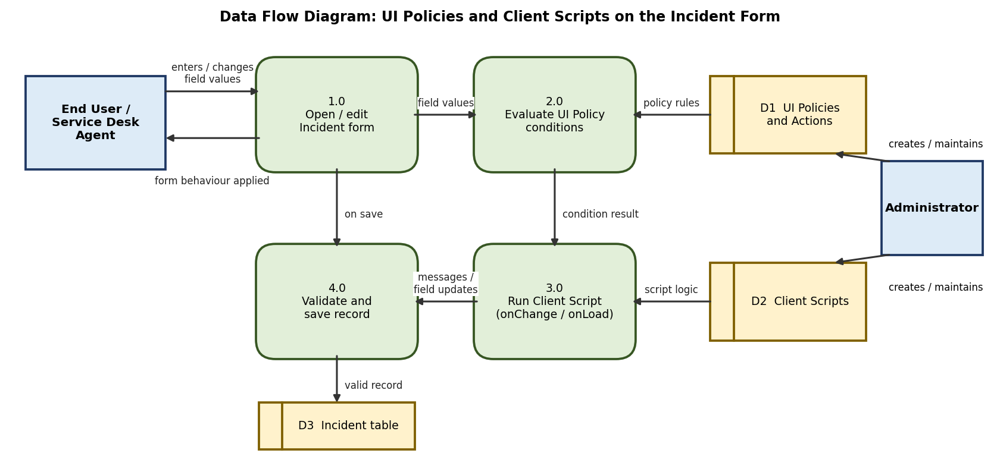 Data Flow Diagram: UI Policies and Client Scripts on the Incident Form
enters / changes
field values
End User /
Service Desk
Agent
form behaviour applied
1.0
Open / edit
Incident form
field values
2.0
Evaluate UI Policy
conditions
policy rules
D1  UI Policies
and Actions
creates / maintains
Administrator
creates / maintains
on save
condition result
4.0
Validate and
save record
messages /
field updates
3.0
Run Client Script
(onChange / onLoad)
script logic
D2  Client Scripts
valid record
D3  Incident table